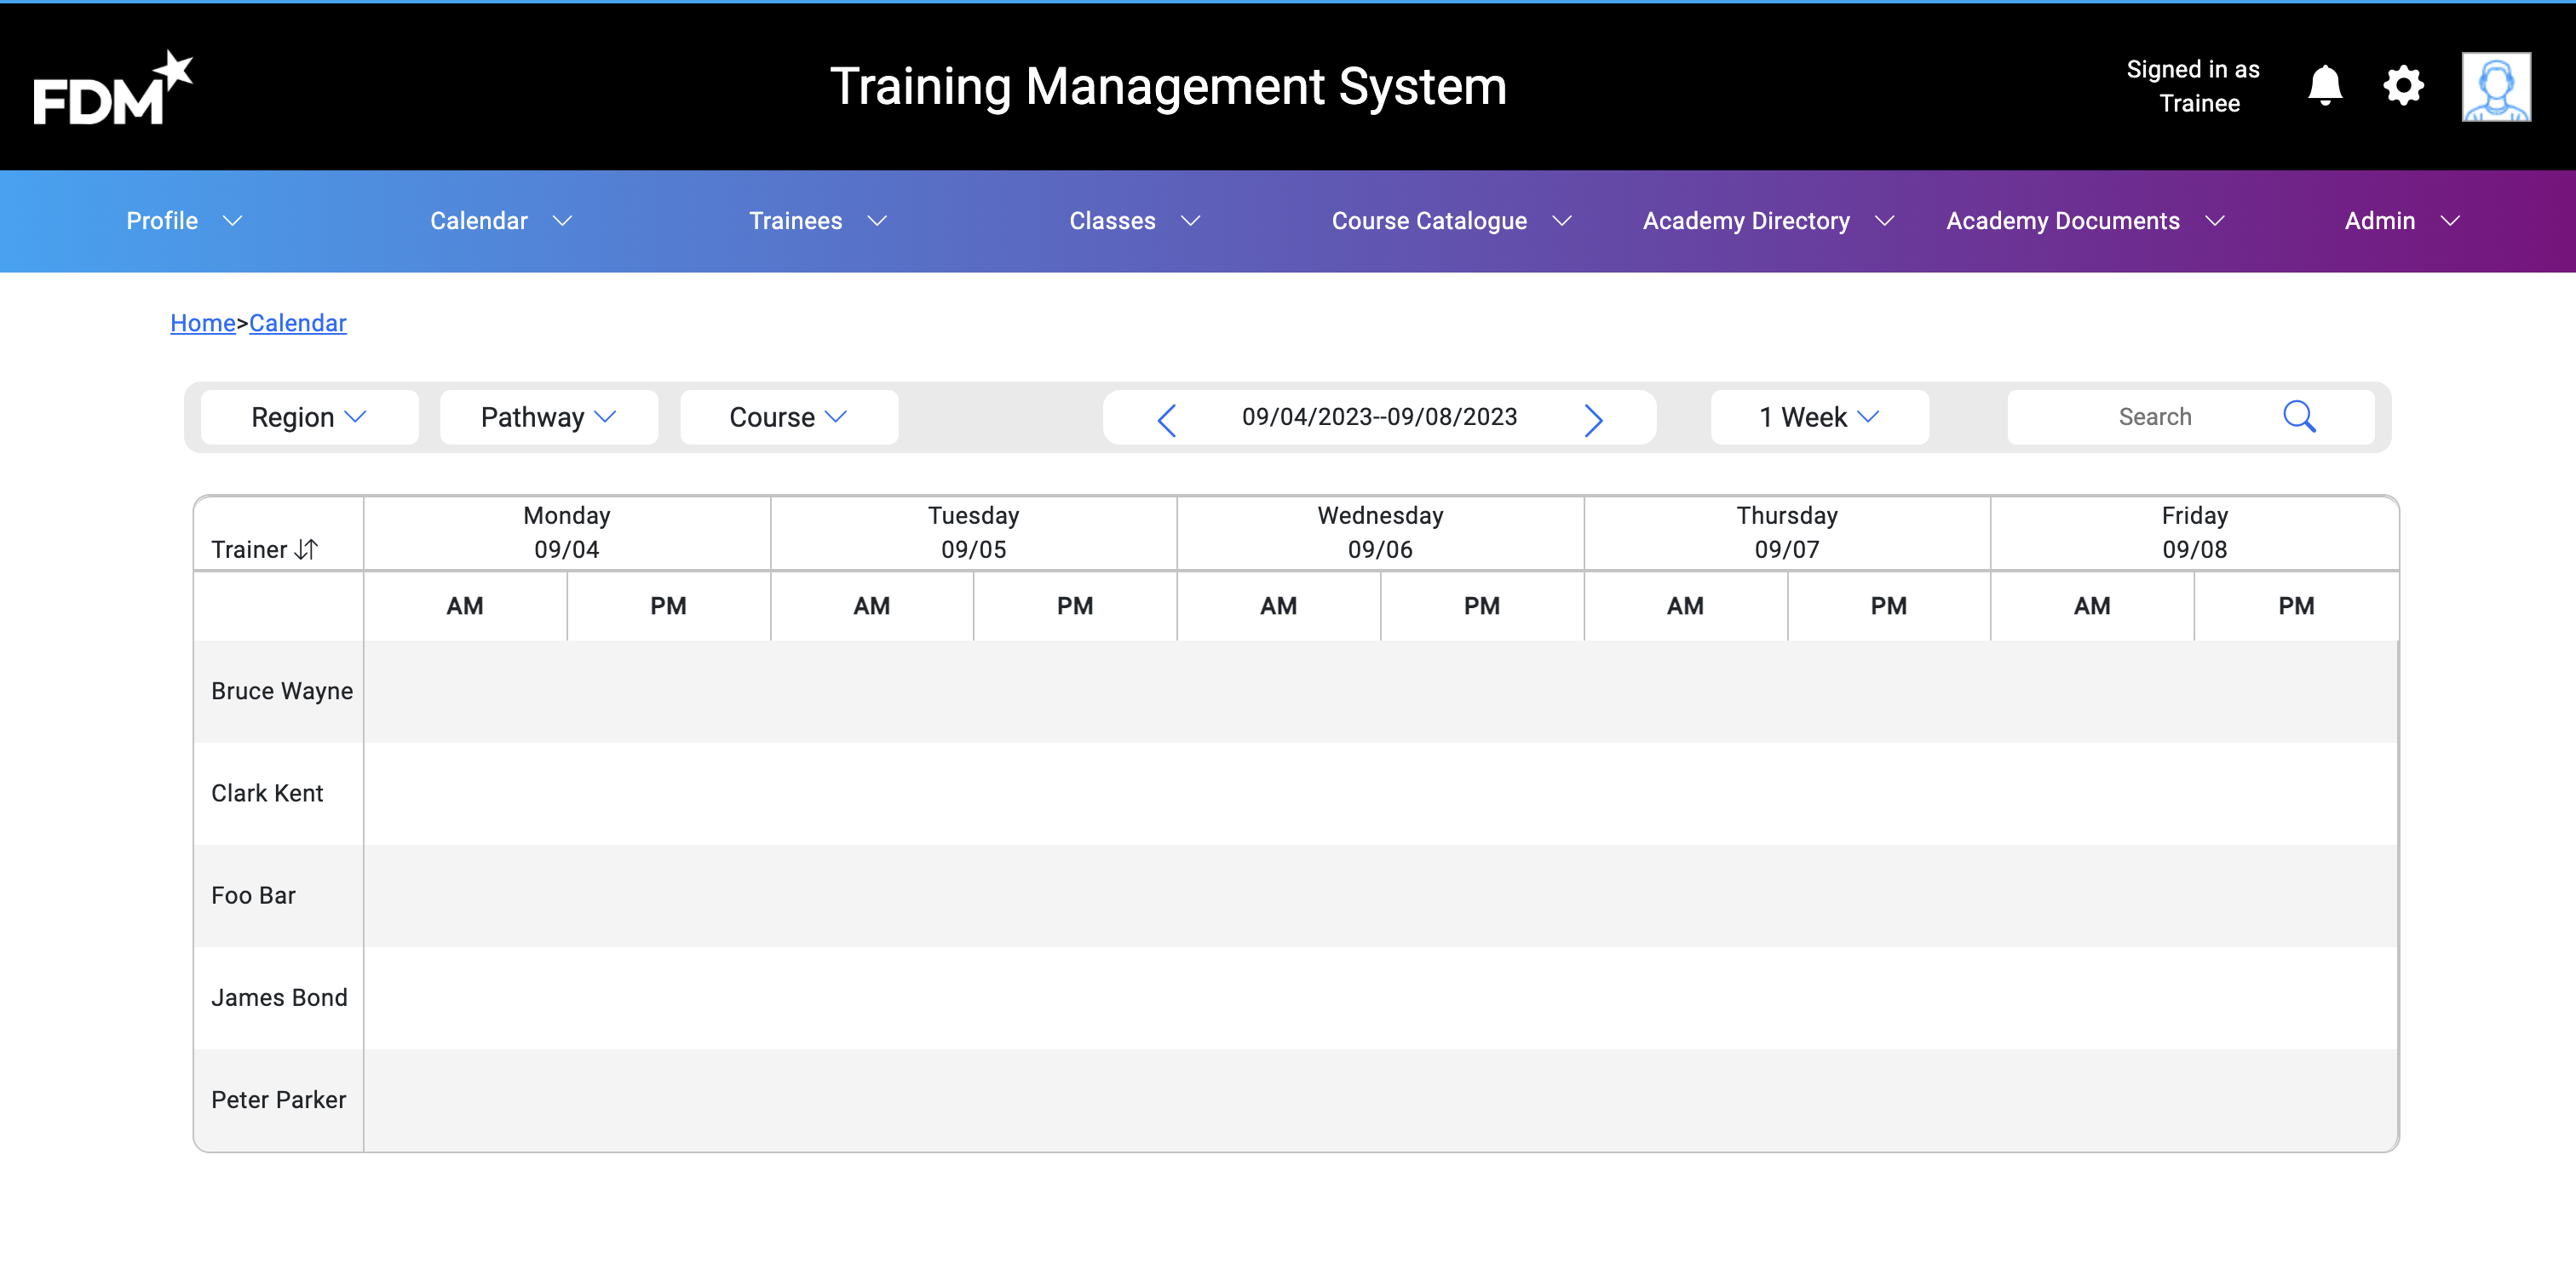 FDM
Training Management System
Signed in as
Trainee
Profile Calendar Trainees Classes Course Catalogue Academy Directory Academy Documents Admin
Home>Calendar
Region Pathway Course 09/04/2023--09/08/2023 1 Week Search
Monday Tuesday Wednesday Thursday Friday
Trainer 09/04 09/05 09/06 09/07 09/08
AM PM AM PM AM PM AM PM AM PM
Bruce Wayne
Clark Kent
Foo Bar
James Bond
Peter Parker